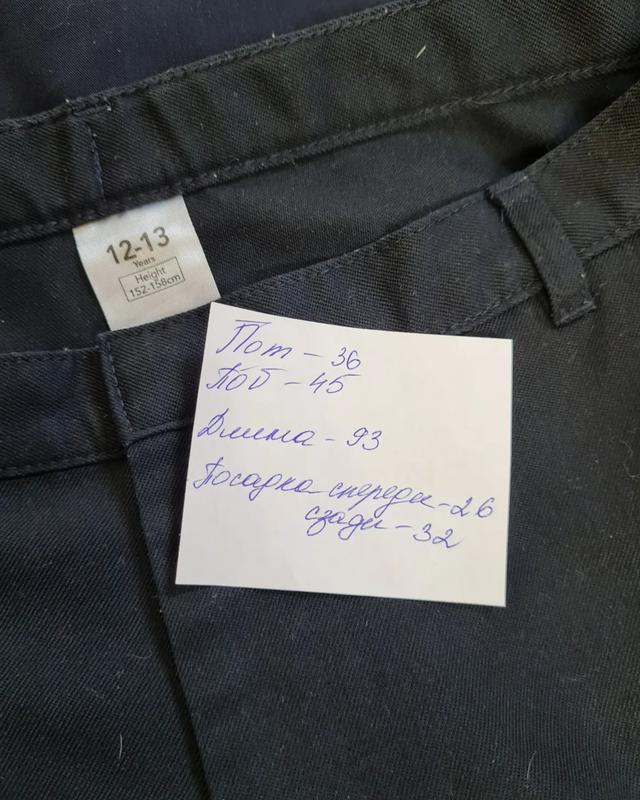 12-13
Years
Height
152-158cm
Пот - 36
Поб - 45
Длина - 93
Посадка спереди - 26
сзади - 32